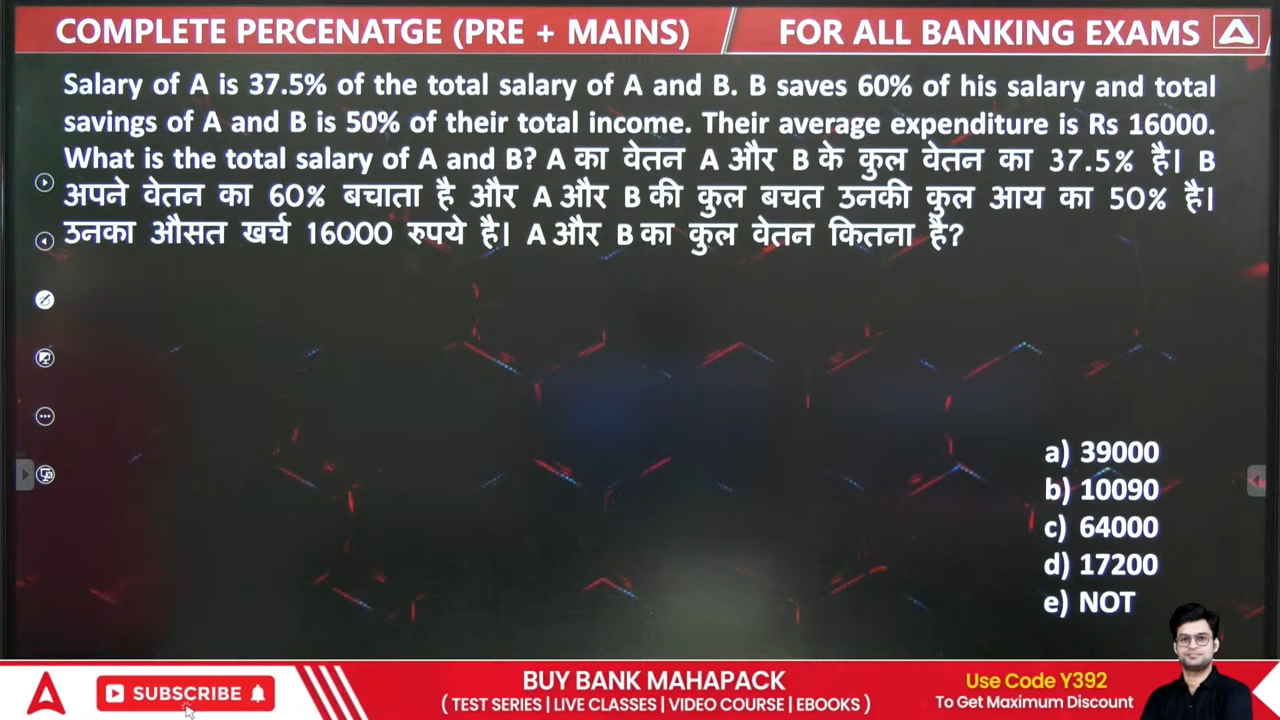 COMPLETE PERCENATGE (PRE + MAINS)
FOR ALL BANKING EXAMS
Salary of A is 37.5% of the total salary of A and B. B saves 60% of his salary and total
savings of A and B is 50% of their total income. Their average expenditure is Rs 16000.
What is the total salary of A and B? A का वेतन A और B के कुल वेतन का 37.5% है। B
अपने वेतन का 60% बचाता है और A और B की कुल बचत उनकी कुल आय का 50% है।
उनका औसत खर्च 16000 रुपये है। A और B का कुल वेतन कितना है?
a) 39000
b) 10090
c) 64000
d) 17200
e) NOT
SUBSCRIBE
BUY BANK MAHAPACK
( TEST SERIES | LIVE CLASSES | VIDEO COURSE | EBOOKS )
Use Code Y392
To Get Maximum Discount